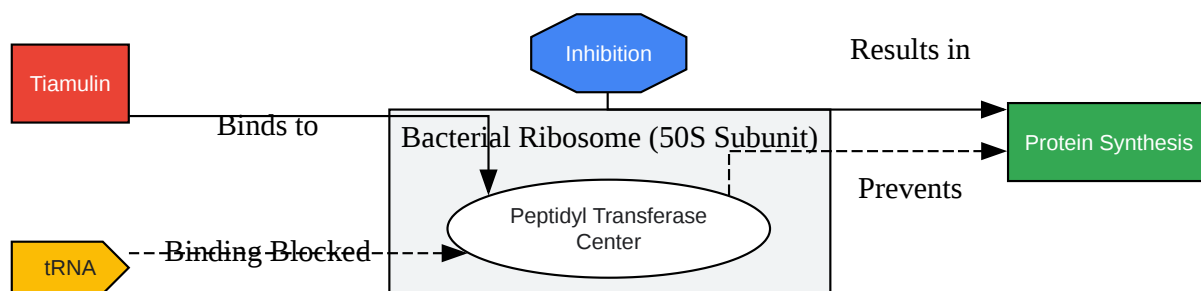 Inhibition
Results in
Tiamulin
Binds to
Bacterial Ribosome (50S Subunit)
Protein Synthesis
Prevents
Peptidyl Transferase
Center
Binding Blocked
tRNA